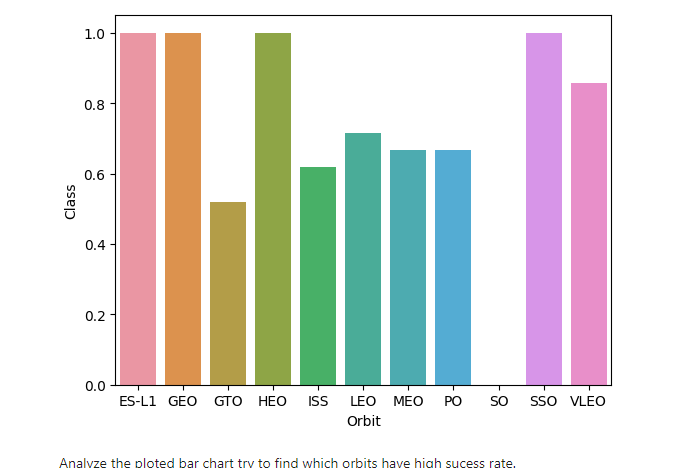 1.0
0.8
0.6
0.4
0.2
0.0
Class
ES-L1 GEO GTO HEO ISS LEO MEO PO SO SSO VLEO
Orbit
Analyze the ploted bar chart try to find which orbits have high sucess rate.